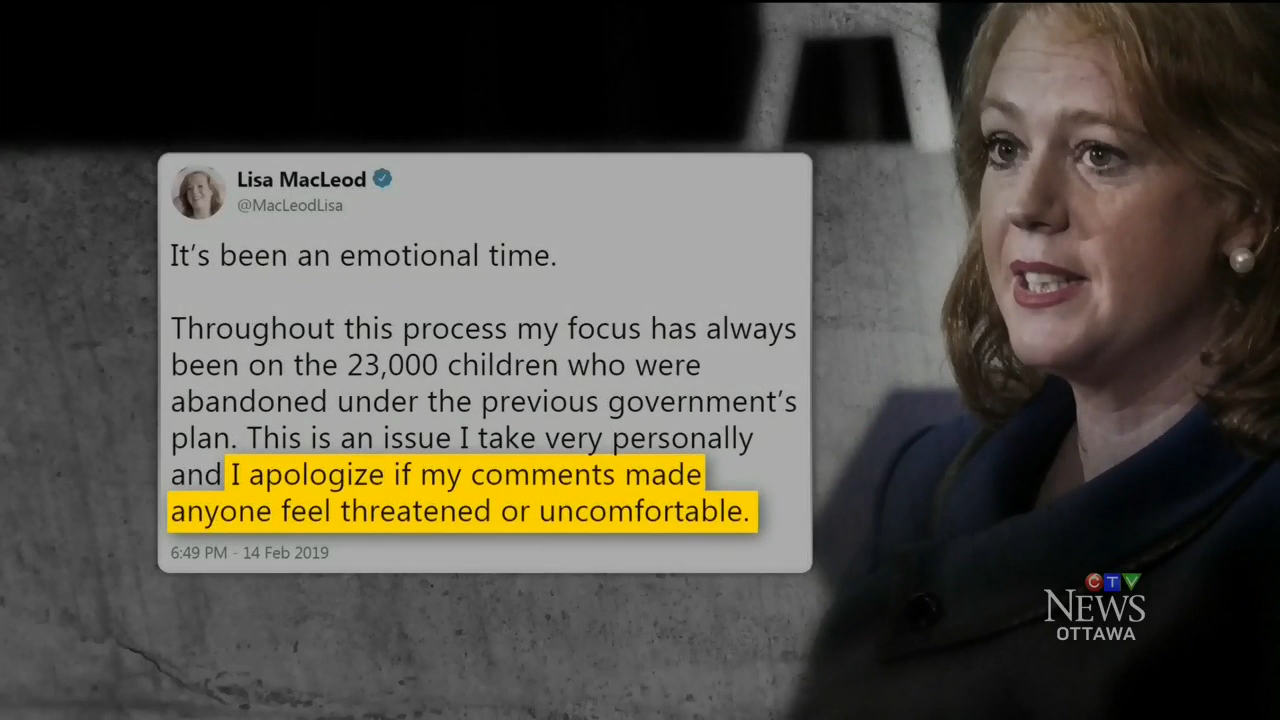 Lisa MacLeod
@MacLeodLisa
It's been an emotional time.
Throughout this process my focus has always
been on the 23,000 children who were
abandoned under the previous government's
plan. This is an issue I take very personally
and I apologize if my comments made
anyone feel threatened or uncomfortable.
6:49 PM - 14 Feb 2019
CTV
NEWS
OTTAWA